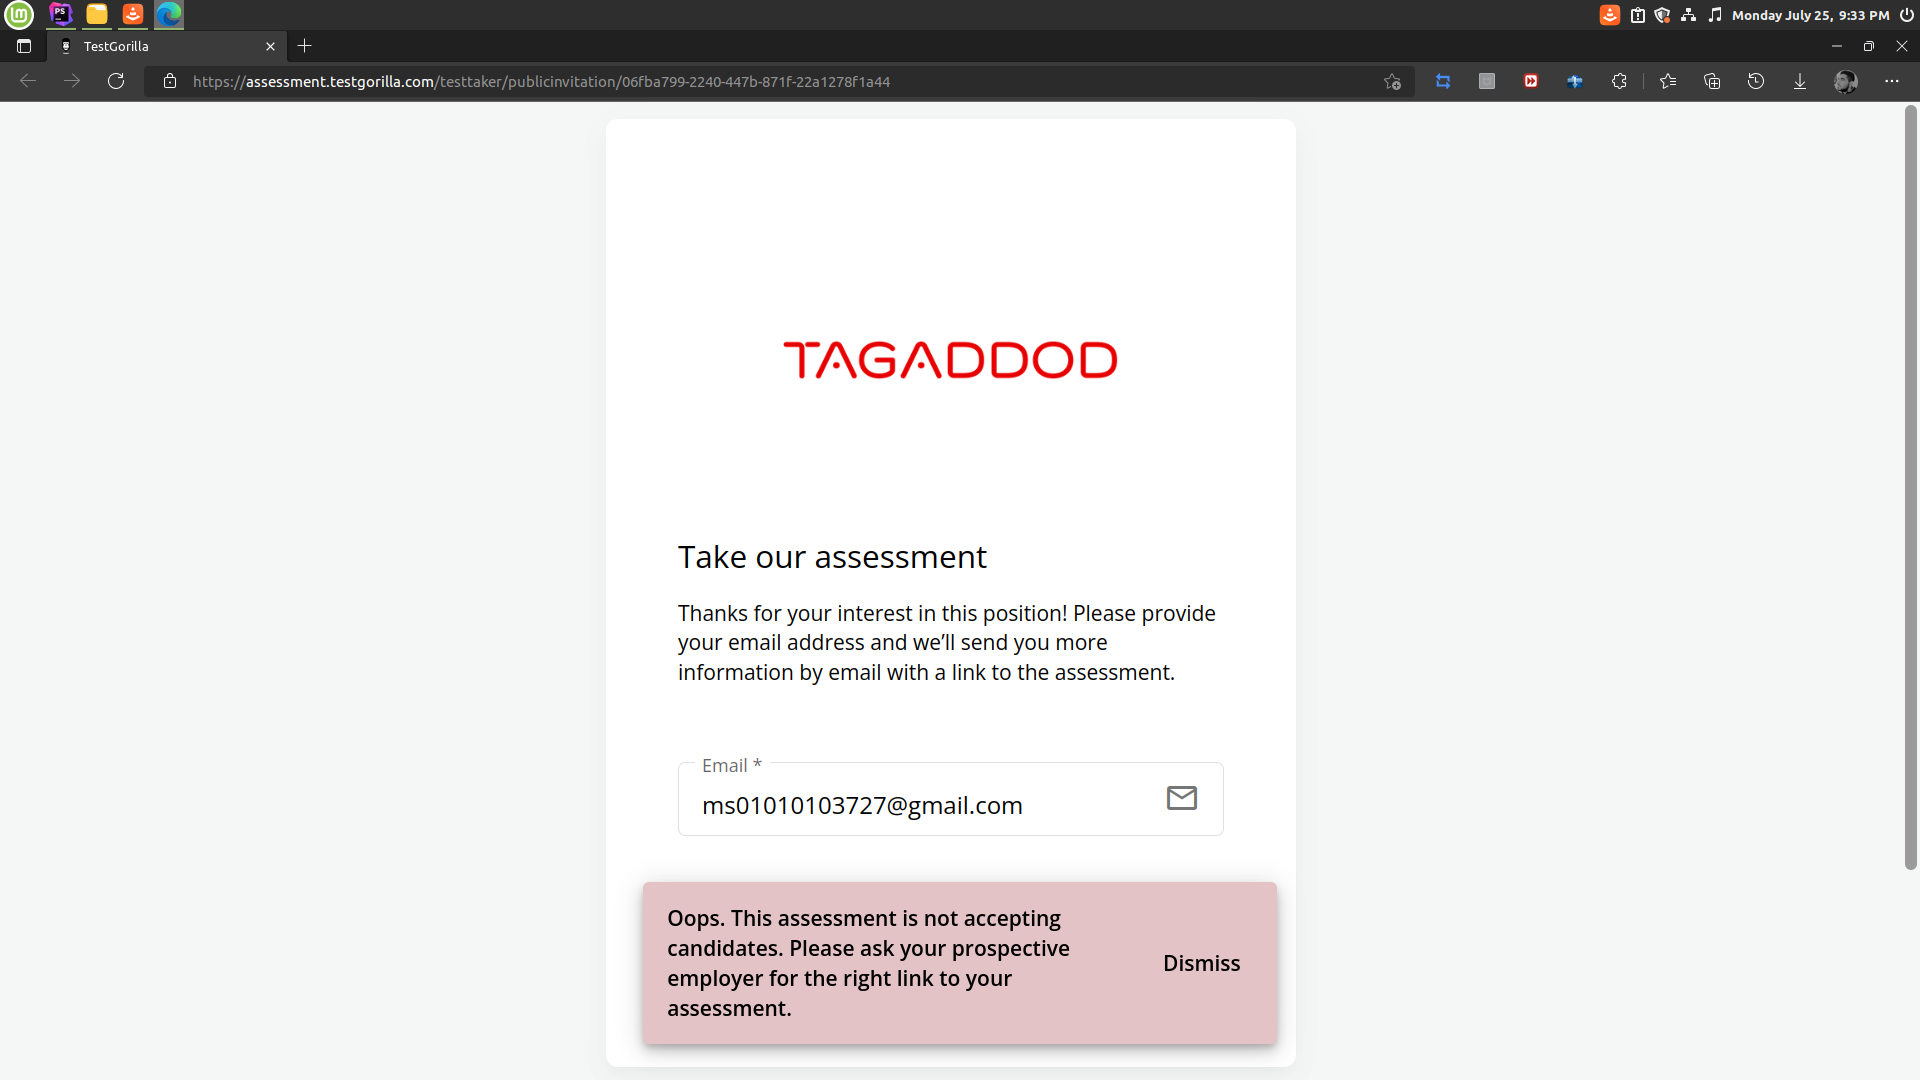 PS
Monday July 25, 9:33 PM
TestGorilla
https://assessment.testgorilla.com/testtaker/publicinvitation/06fba799-2240-447b-871f-22a1278f1a44
TAGADDOD
Take our assessment
Thanks for your interest in this position! Please provide
your email address and we’ll send you more
information by email with a link to the assessment.
Email *
ms01010103727@gmail.com
Oops. This assessment is not accepting
candidates. Please ask your prospective
employer for the right link to your
assessment.
Dismiss